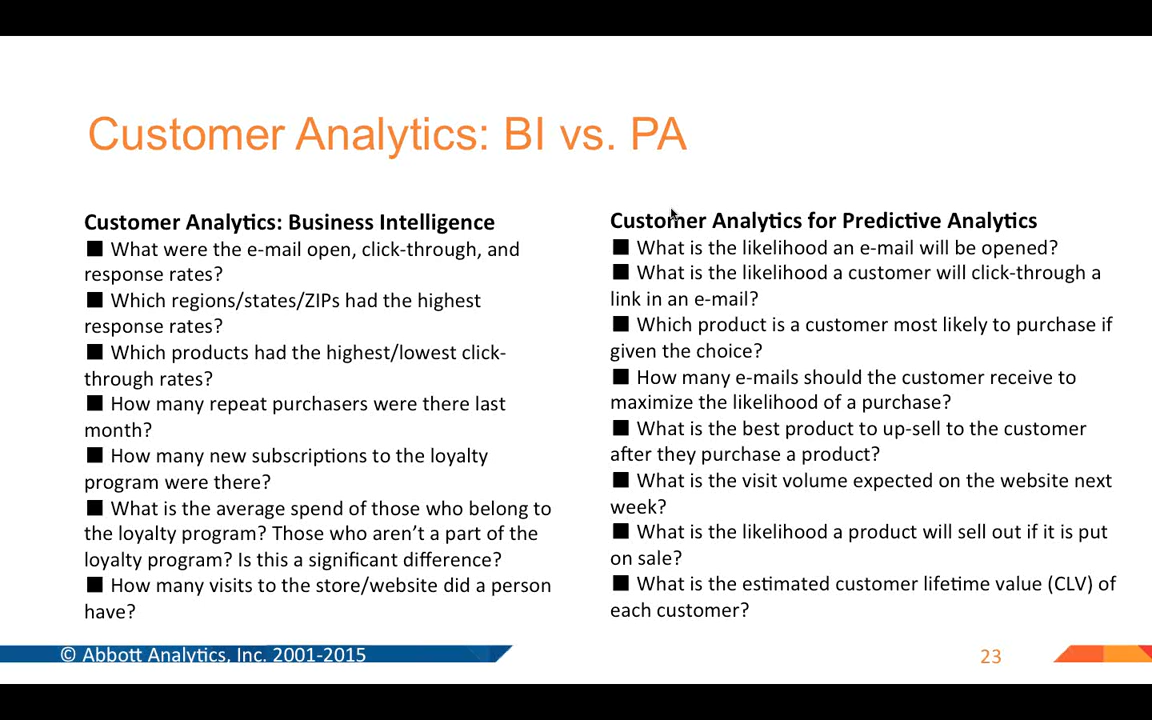 Customer Analytics: BI vs. PA
Customer Analytics: Business Intelligence
■ What were the e-mail open, click-through, and
response rates?
■ Which regions/states/ZIPs had the highest
response rates?
■ Which products had the highest/lowest click-
through rates?
■ How many repeat purchasers were there last
month?
■ How many new subscriptions to the loyalty
program were there?
■ What is the average spend of those who belong to
the loyalty program? Those who aren’t a part of the
loyalty program? Is this a significant difference?
■ How many visits to the store/website did a person
have?
Customer Analytics for Predictive Analytics
■ What is the likelihood an e-mail will be opened?
■ What is the likelihood a customer will click-through a
link in an e-mail?
■ Which product is a customer most likely to purchase if
given the choice?
■ How many e-mails should the customer receive to
maximize the likelihood of a purchase?
■ What is the best product to up-sell to the customer
after they purchase a product?
■ What is the visit volume expected on the website next
week?
■ What is the likelihood a product will sell out if it is put
on sale?
■ What is the estimated customer lifetime value (CLV) of
each customer?
© Abbott Analytics, Inc. 2001-2015
23